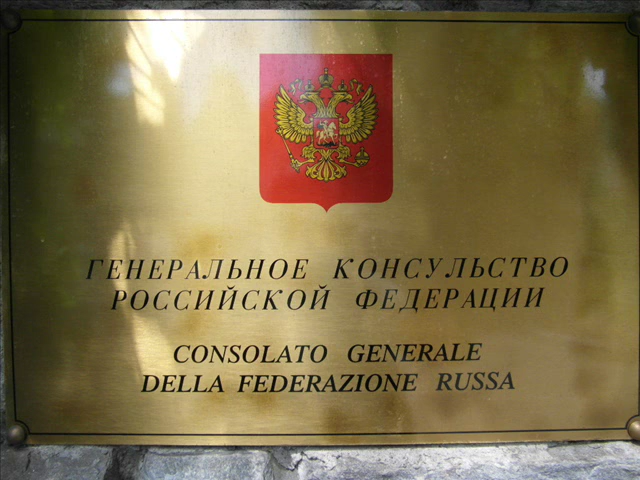 ГЕНЕРАЛЬНОЕ КОНСУЛЬСТВО
РОССИЙСКОЙ ФЕДЕРАЦИИ
CONSOLATO GENERALE
DELLA FEDERAZIONE RUSSA